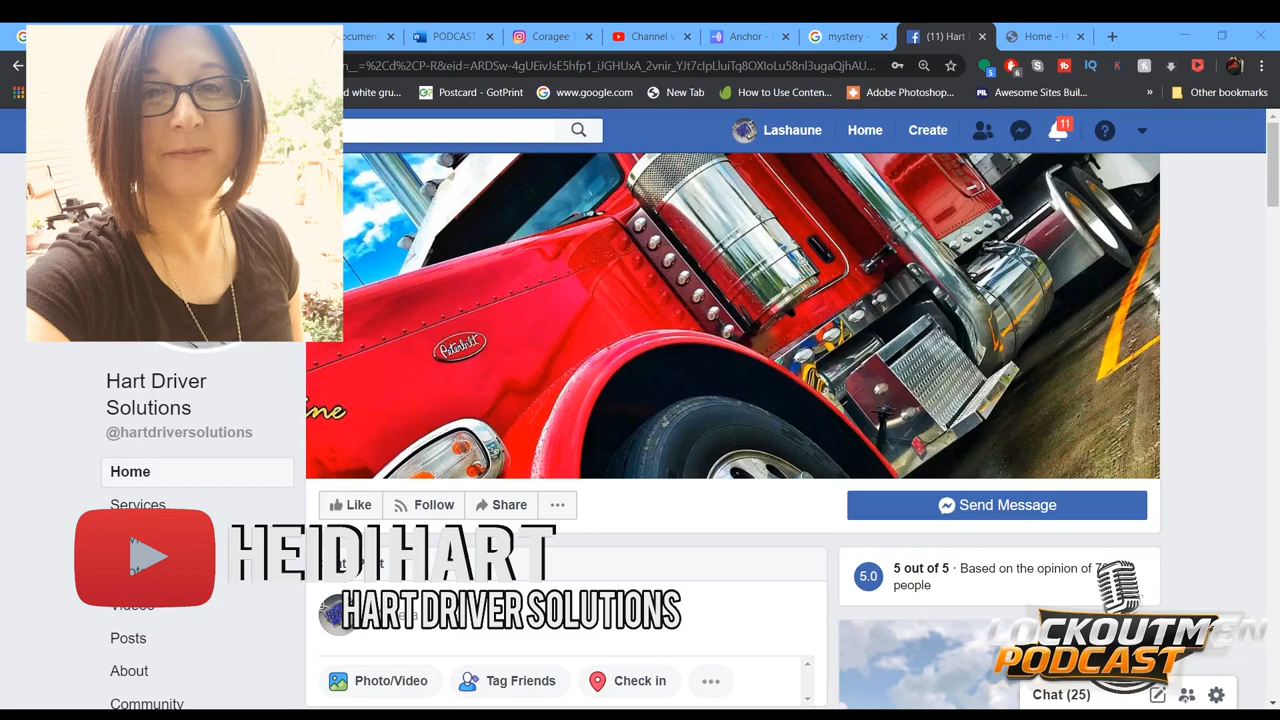 PODCAST
Coragee T
Channel v
Anchor - T
mystery -
(11) Hart
Home - H
white gru...
Postcard - GotPrint
www.google.com
New Tab
How to Use Conten...
Adobe Photoshop...
Awesome Sites Buil...
»
Other bookmarks
Lashaune
Home
Create
11
Peterbilt
Hart Driver
Solutions
@hartdriversolutions
Home
Services
Videos
Posts
About
Community
Like
Follow
Share
Send Message
HEIDI HART
HART DRIVER SOLUTIONS
5.0
5 out of 5 · Based on the opinion of
people
LOCKOUTMEN
PODCAST
Photo/Video
Tag Friends
Check in
Chat (25)